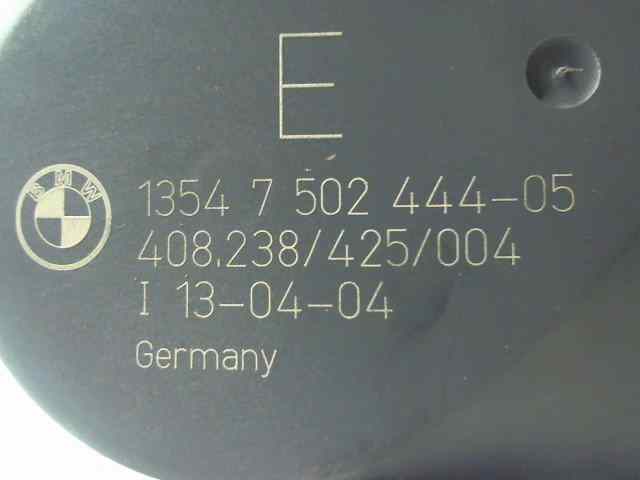 E
BMW
1354 7 502 444-05
408.238/425/004
I 13-04-04
Germany